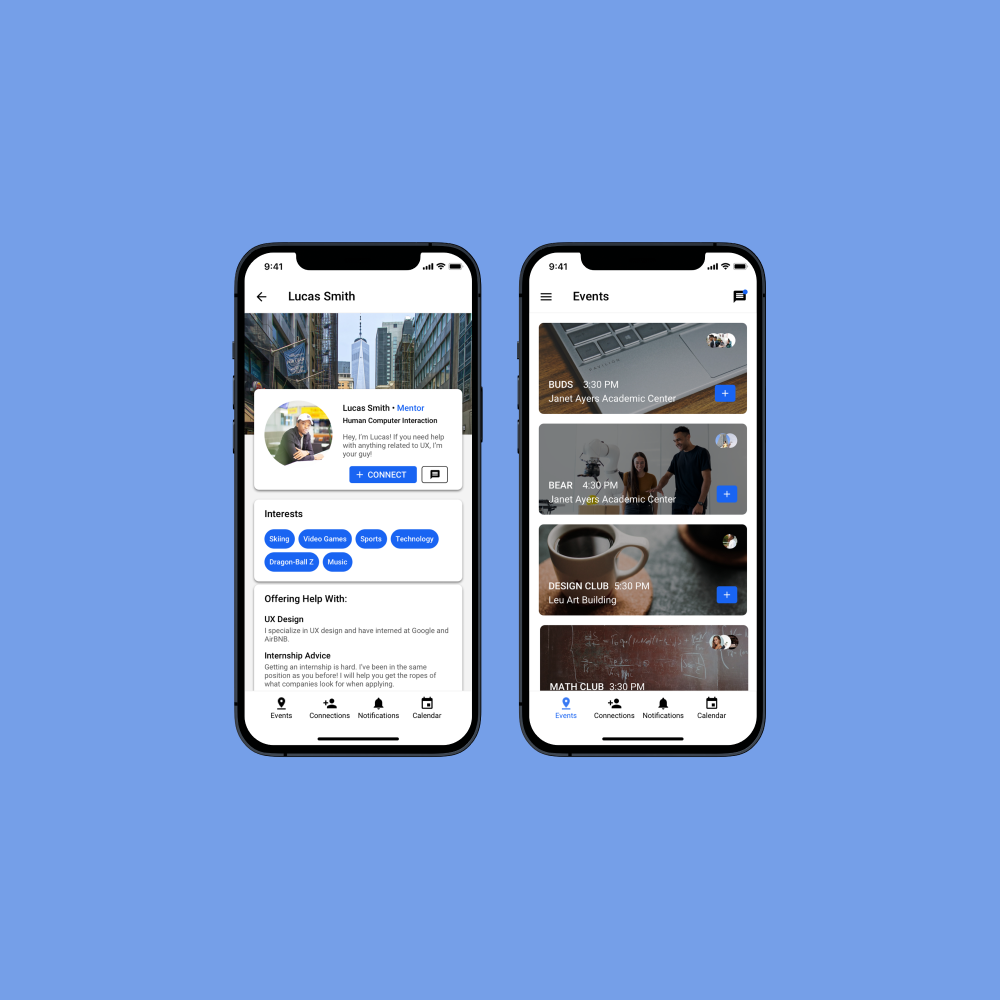 9:41
Lucas Smith
Lucas Smith • Mentor
Human Computer Interaction
Hey, I'm Lucas! If you need help
with anything related to UX, I'm
your guy!
+ CONNECT
Interests
Skiing Video Games Sports Technology
Dragon-Ball Z Music
Offering Help With:
UX Design
I specialize in UX design and have interned at Google and
AirBNB.
Internship Advice
Getting an internship is hard. I've been in the same
position as you before! I will help you get the ropes of
what companies look for when applying.
Events Connections Notifications Calendar
9:41
Events
BUDS 3:30 PM
Janet Ayers Academic Center
BEAR 4:30 PM
Janet Ayers Academic Center
DESIGN CLUB 5:30 PM
Leu Art Building
MATH CLUB 3:30 PM
Events Connections Notifications Calendar